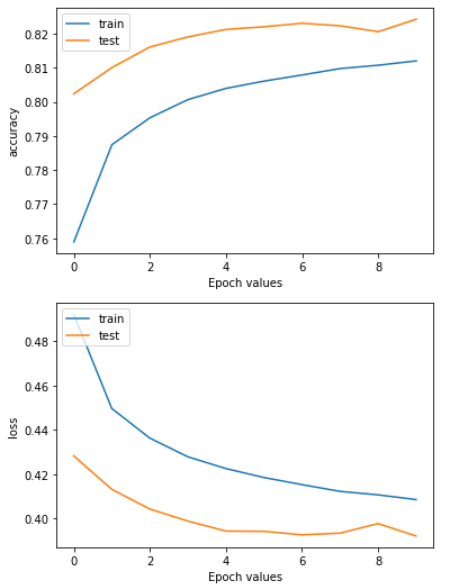 train
test
0.82
0.81
0.80
0.79
0.78
0.77
0.76
accuracy
0 2 4 6 8
Epoch values
train
test
0.48
0.46
0.44
0.42
0.40
loss
0 2 4 6 8
Epoch values